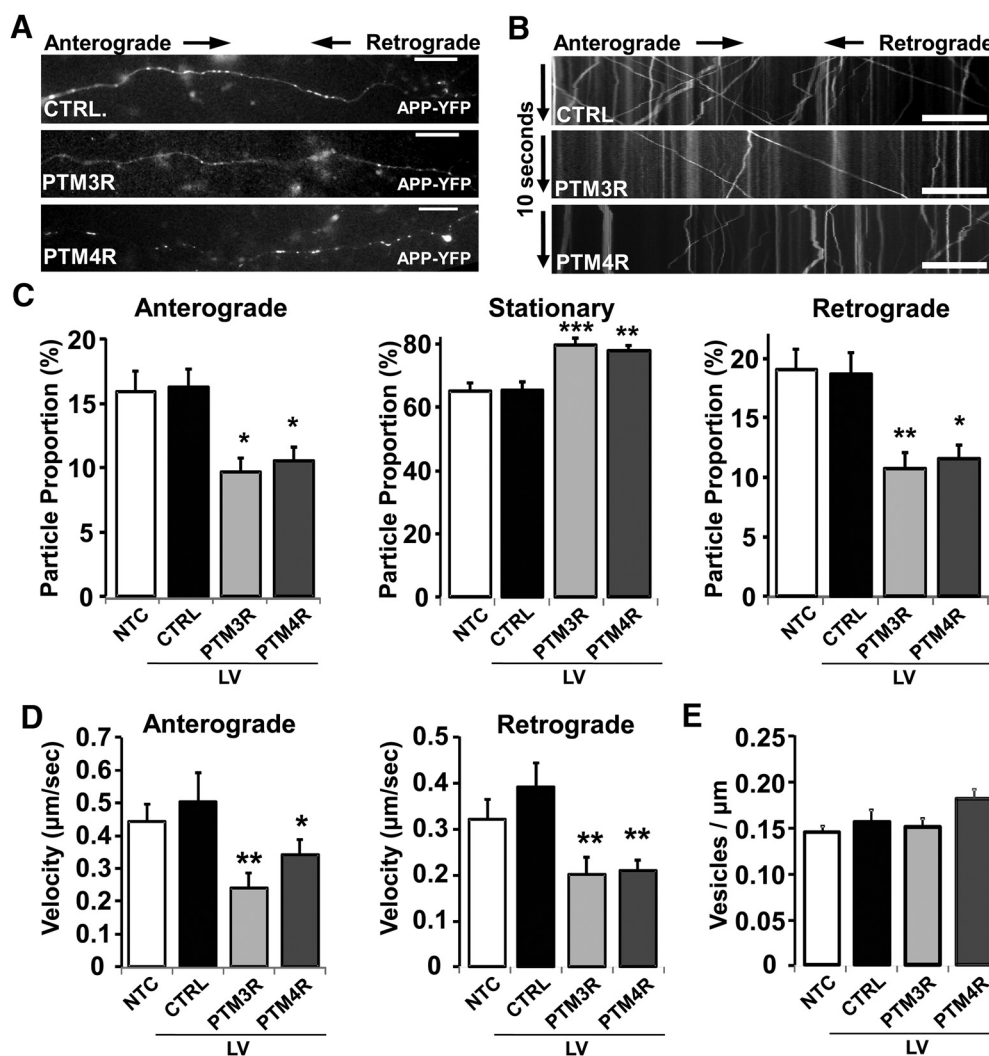 A
Anterograde Retrograde
CTRL.
APP-YFP
PTM3R
APP-YFP
PTM4R
APP-YFP
B
Anterograde Retrograde
10 seconds
CTRL
PTM3R
PTM4R
C
Anterograde
Particle Proportion (%)
20
15
10
5
0
NTC
CTRL
PTM3R
PTM4R
LV
Stationary
Particle Proportion (%)
80
60
40
20
0
***
**
NTC
CTRL
PTM3R
PTM4R
LV
Retrograde
Particle Proportion (%)
20
15
10
5
0
**
*
NTC
CTRL
PTM3R
PTM4R
LV
D
Anterograde
Velocity (µm/sec)
0.7
0.6
0.5
0.4
0.3
0.2
0.1
0
**
*
NTC
CTRL
PTM3R
PTM4R
LV
Retrograde
Velocity (µm/sec)
0.5
0.4
0.3
0.2
0.1
0
**
**
NTC
CTRL
PTM3R
PTM4R
LV
E
Vesicles / µm
0.25
0.20
0.15
0.10
0.05
0
NTC
CTRL
PTM3R
PTM4R
LV